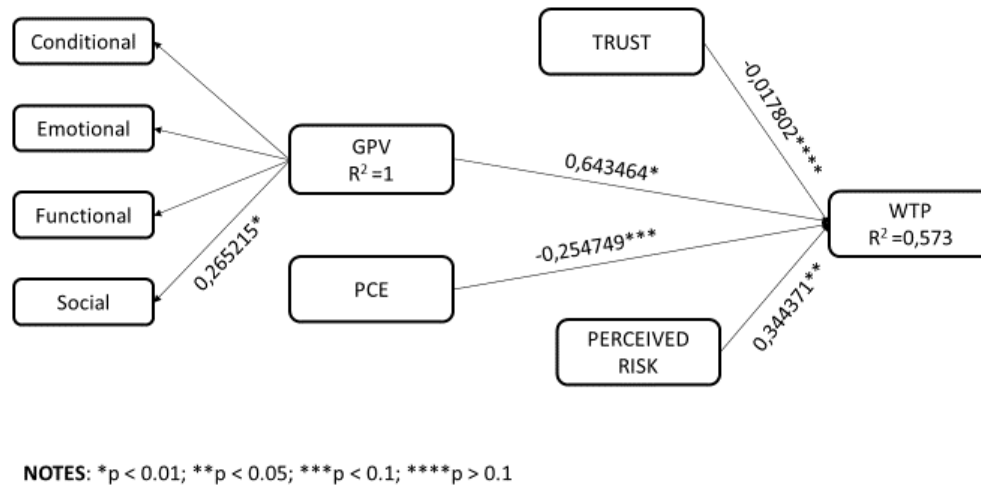 Conditional
Emotional
Functional
Social
0,265215*
GPV
R² =1
PCE
TRUST
-0,017802****
0,643464*
-0,254749***
PERCEIVED
RISK
0,344371**
WTP
R² =0,573
NOTES: *p < 0.01; **p < 0.05; ***p < 0.1; ****p > 0.1